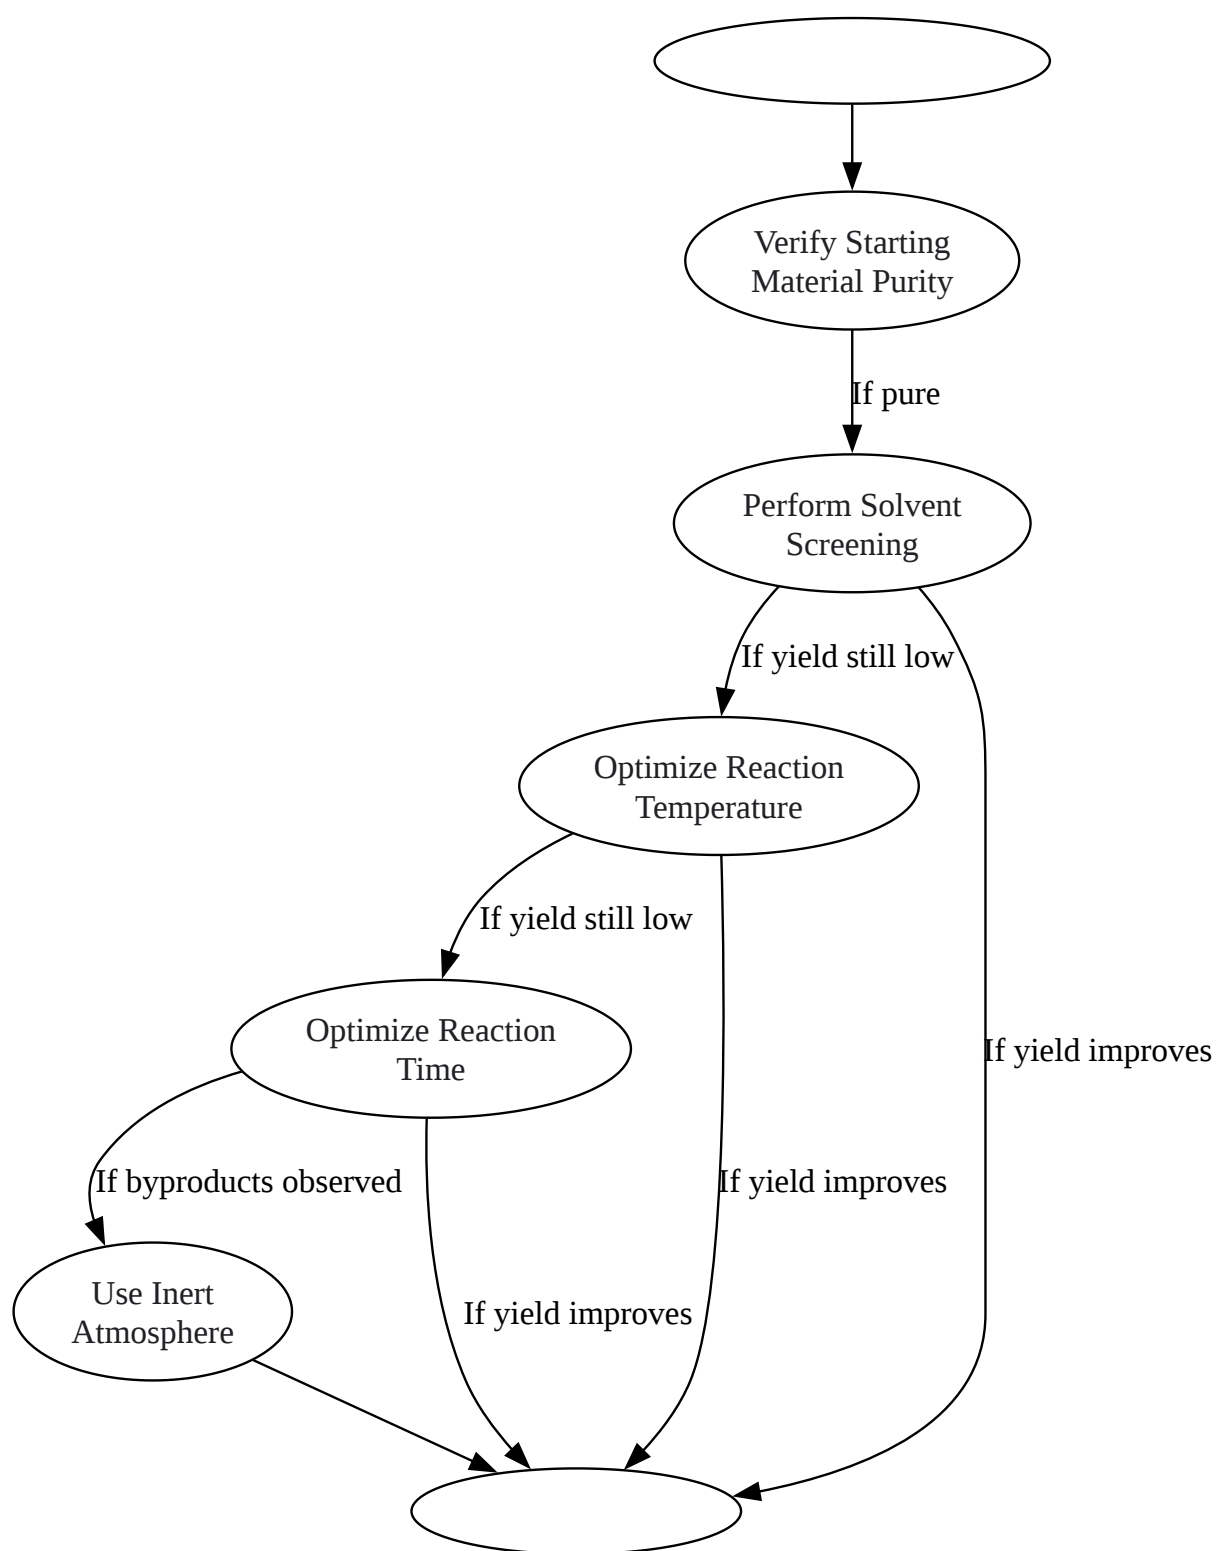 Verify Starting
Material Purity
If pure
Perform Solvent
Screening
If yield still low
Optimize Reaction
Temperature
If yield still low
Optimize Reaction
Time
If yield improves
If byproducts observed
If yield improves
Use Inert
Atmosphere
If yield improves